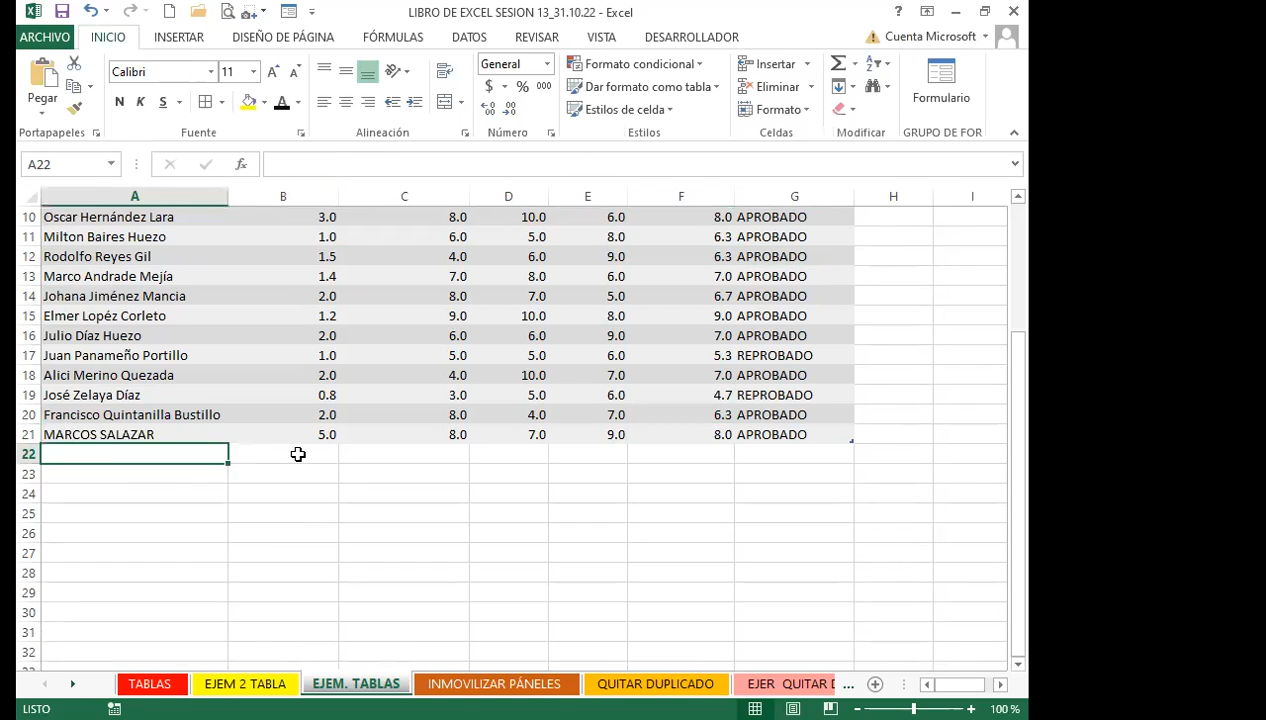 LIBRO DE EXCEL SESION 13_31.10.22 - Excel
ARCHIVO INICIO INSERTAR DISEÑO DE PÁGINA FÓRMULAS DATOS REVISAR VISTA DESARROLLADOR Cuenta Microsoft
Pegar
Calibri 11
N K S
General
$ % 000
Formato condicional
Dar formato como tabla
Estilos de celda
Insertar
Eliminar
Formato
Formulario
Portapapeles Fuente Alineación Número Estilos Celdas Modificar GRUPO DE FOR
A22 fx
A B C D E F G H I
10 Oscar Hernández Lara 3.0 8.0 10.0 6.0 8.0 APROBADO
11 Milton Baires Huezo 1.0 6.0 5.0 8.0 6.3 APROBADO
12 Rodolfo Reyes Gil 1.5 4.0 6.0 9.0 6.3 APROBADO
13 Marco Andrade Mejía 1.4 7.0 8.0 6.0 7.0 APROBADO
14 Johana Jiménez Mancia 2.0 8.0 7.0 5.0 6.7 APROBADO
15 Elmer Lopéz Corleto 1.2 9.0 10.0 8.0 9.0 APROBADO
16 Julio Díaz Huezo 2.0 6.0 6.0 9.0 7.0 APROBADO
17 Juan Panameño Portillo 1.0 5.0 5.0 6.0 5.3 REPROBADO
18 Alici Merino Quezada 2.0 4.0 10.0 7.0 7.0 APROBADO
19 José Zelaya Díaz 0.8 3.0 5.0 6.0 4.7 REPROBADO
20 Francisco Quintanilla Bustillo 2.0 8.0 4.0 7.0 6.3 APROBADO
21 MARCOS SALAZAR 5.0 8.0 7.0 9.0 8.0 APROBADO
22
23
24
25
26
27
28
29
30
31
32
TABLAS EJEM 2 TABLA EJEM. TABLAS INMOVILIZAR PÁNELES QUITAR DUPLICADO EJER QUITAR D ...
LISTO 100 %